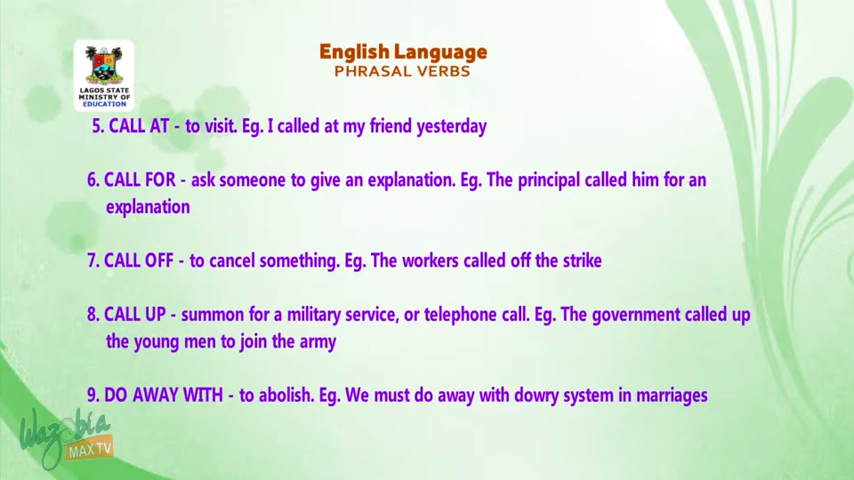 English Language
PHRASAL VERBS
LAGOS STATE
MINISTRY OF
EDUCATION
5. CALL AT - to visit. Eg. I called at my friend yesterday
6. CALL FOR - ask someone to give an explanation. Eg. The principal called him for an
explanation
7. CALL OFF - to cancel something. Eg. The workers called off the strike
8. CALL UP - summon for a military service, or telephone call. Eg. The government called up
the young men to join the army
9. DO AWAY WITH - to abolish. Eg. We must do away with dowry system in marriages
Wazobia
MAX TV